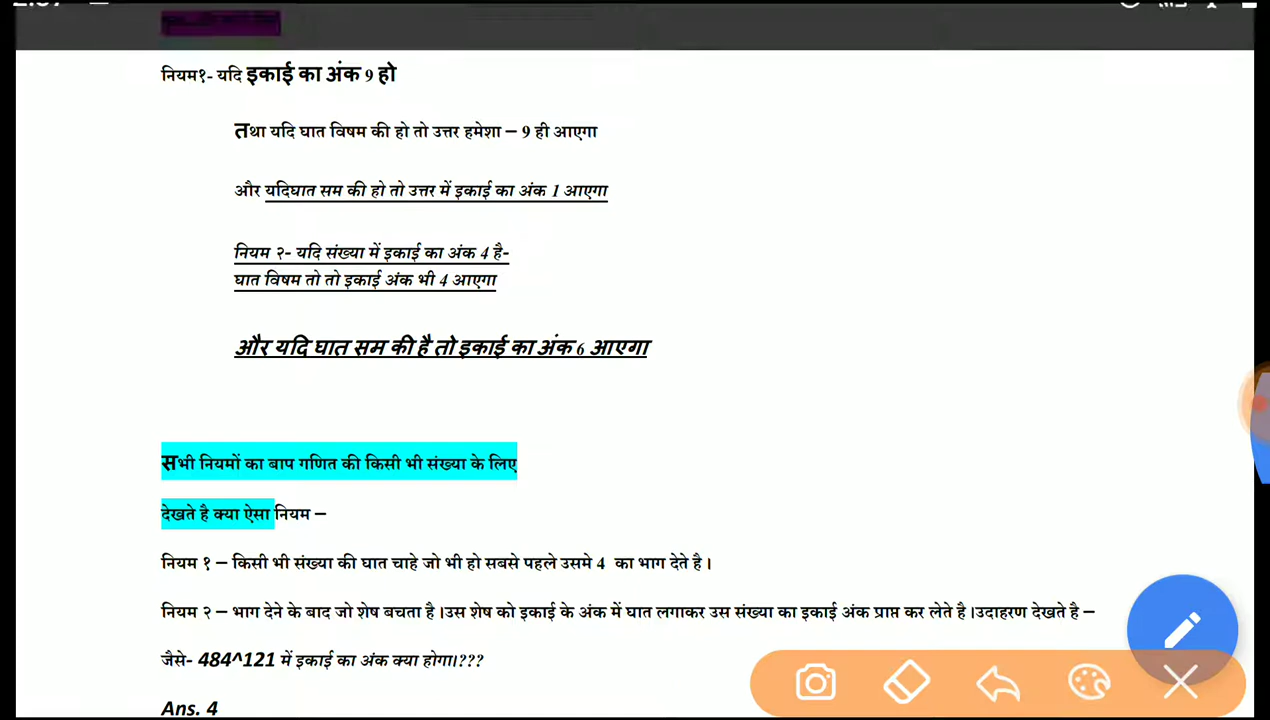 नियम१- यदि इकाई का अंक 9 हो
तथा यदि घात विषम की हो तो उत्तर हमेशा – 9 ही आएगा
और यदिघात सम की हो तो उत्तर में इकाई का अंक 1 आएगा
नियम २- यदि संख्या में इकाई का अंक 4 है-
घात विषम तो तो इकाई अंक भी 4 आएगा
और यदि घात सम की है तो इकाई का अंक 6 आएगा
सभी नियमों का बाप गणित की किसी भी संख्या के लिए
देखते है क्या ऐसा नियम –
नियम १ – किसी भी संख्या की घात चाहे जो भी हो सबसे पहले उसमे 4 का भाग देते है।
नियम २ – भाग देने के बाद जो शेष बचता है।उस शेष को इकाई के अंक में घात लगाकर उस संख्या का इकाई अंक प्राप्त कर लेते है।उदाहरण देखते है –
जैसे- 484^121 में इकाई का अंक क्या होगा।???
Ans. 4